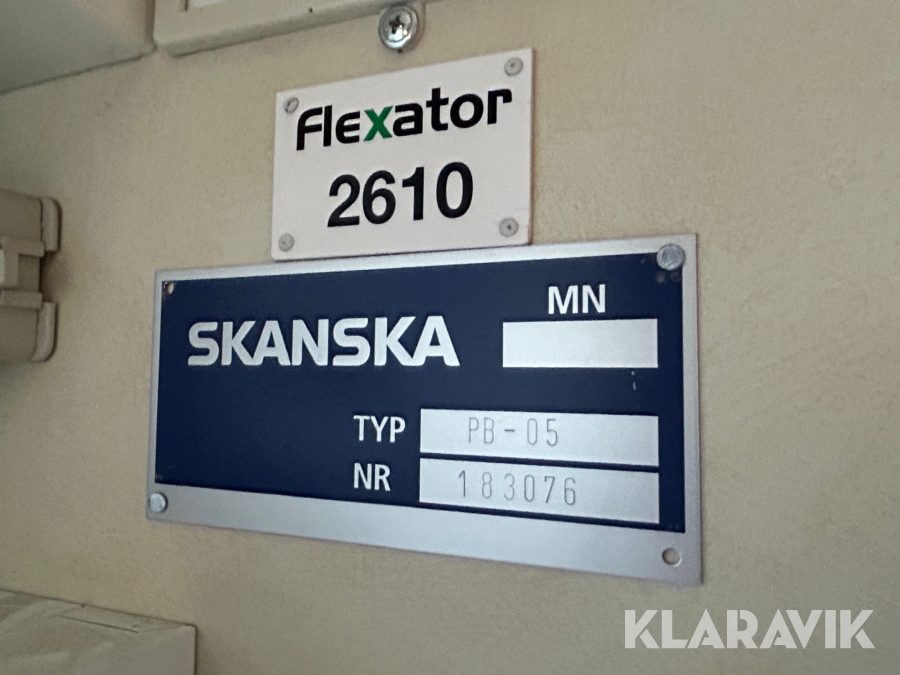 Flexator
2610
SKANSKA
MN
TYP PB-05
NR 183076
KLARAVIK